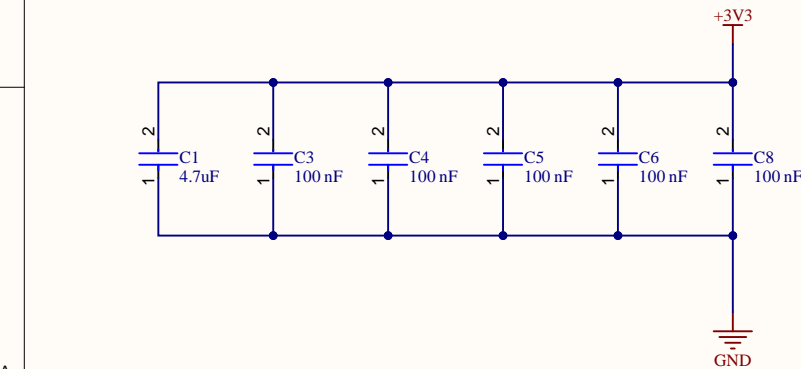 +3V3
2 2 2 2 2 2
C1 C3 C4 C5 C6 C8
4.7uF 100 nF 100 nF 100 nF 100 nF 100 nF
1 1 1 1 1 1
GND